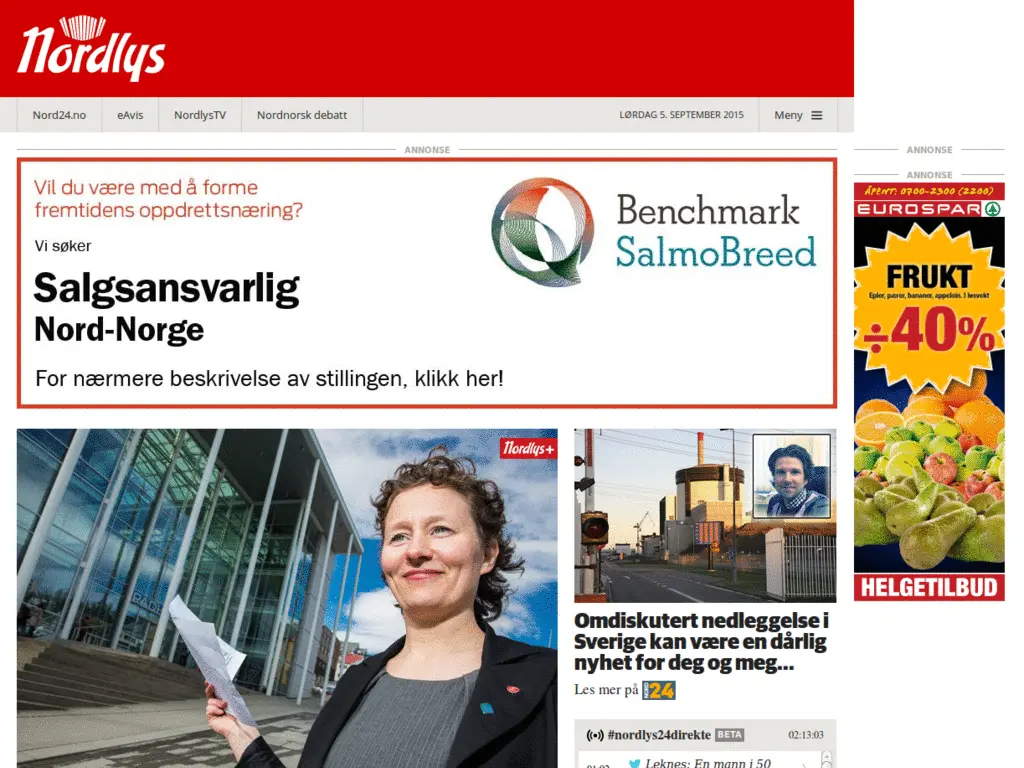 Nordlys
Nord24.no
eAvis
NordlysTV
Nordnorsk debatt
LØRDAG 5. SEPTEMBER 2015
Meny
ANNONSE
Vil du være med å forme
fremtidens oppdrettsnæring?
Vi søker
Salgsansvarlig
Nord-Norge
For nærmere beskrivelse av stillingen, klikk her!
Benchmark
SalmoBreed
ANNONSE
ANNONSE
ÅPENT: 0700-2300 (2200)
EUROSPAR
FRUKT
Epler, pærer, bananer, appelsin. I løsvekt
÷40%
HELGETILBUD
Nordlys+
RÅDH
Omdiskutert nedleggelse i
Sverige kan være en dårlig
nyhet for deg og meg...
Les mer på NORD 24
#nordlys24direkte BETA
02:13:03
Leknes: En mann i 50